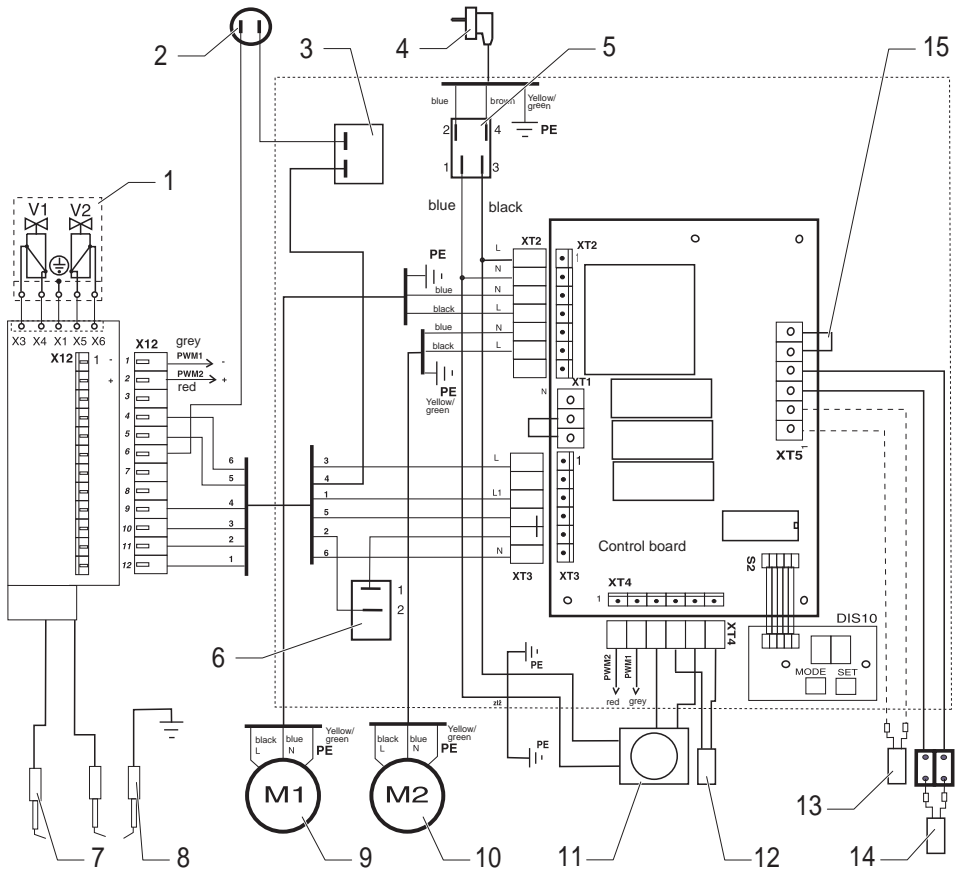 2
3
4
5
15
blue
brown
Yellow/
green
2
4
PE
1
3
blue
black
1
V1
V2
X3 X4 X1 X5 X6
X12
1
-
+
X12
grey
1
PWM1
-
2
PWM2
+
red
3
4
5
6
7
8
9
10
11
12
6
5
4
3
2
1
3
4
1
5
2
6
PE
blue
black
blue
black
PE
Yellow/
green
XT2
L
N
N
L
N
L
XT2
1
N
XT1
L
L1
N
XT3
1
XT3
Control board
XT5
1
S2
XT4
1
XT4
DIS10
MODE SET
1
2
6
PWM2
PWM1
red
grey
PE
PE
black
L
blue
N
Yellow/
green
PE
M1
black
L
blue
N
Yellow/
green
PE
M2
7
8
9
10
11
12
13
14